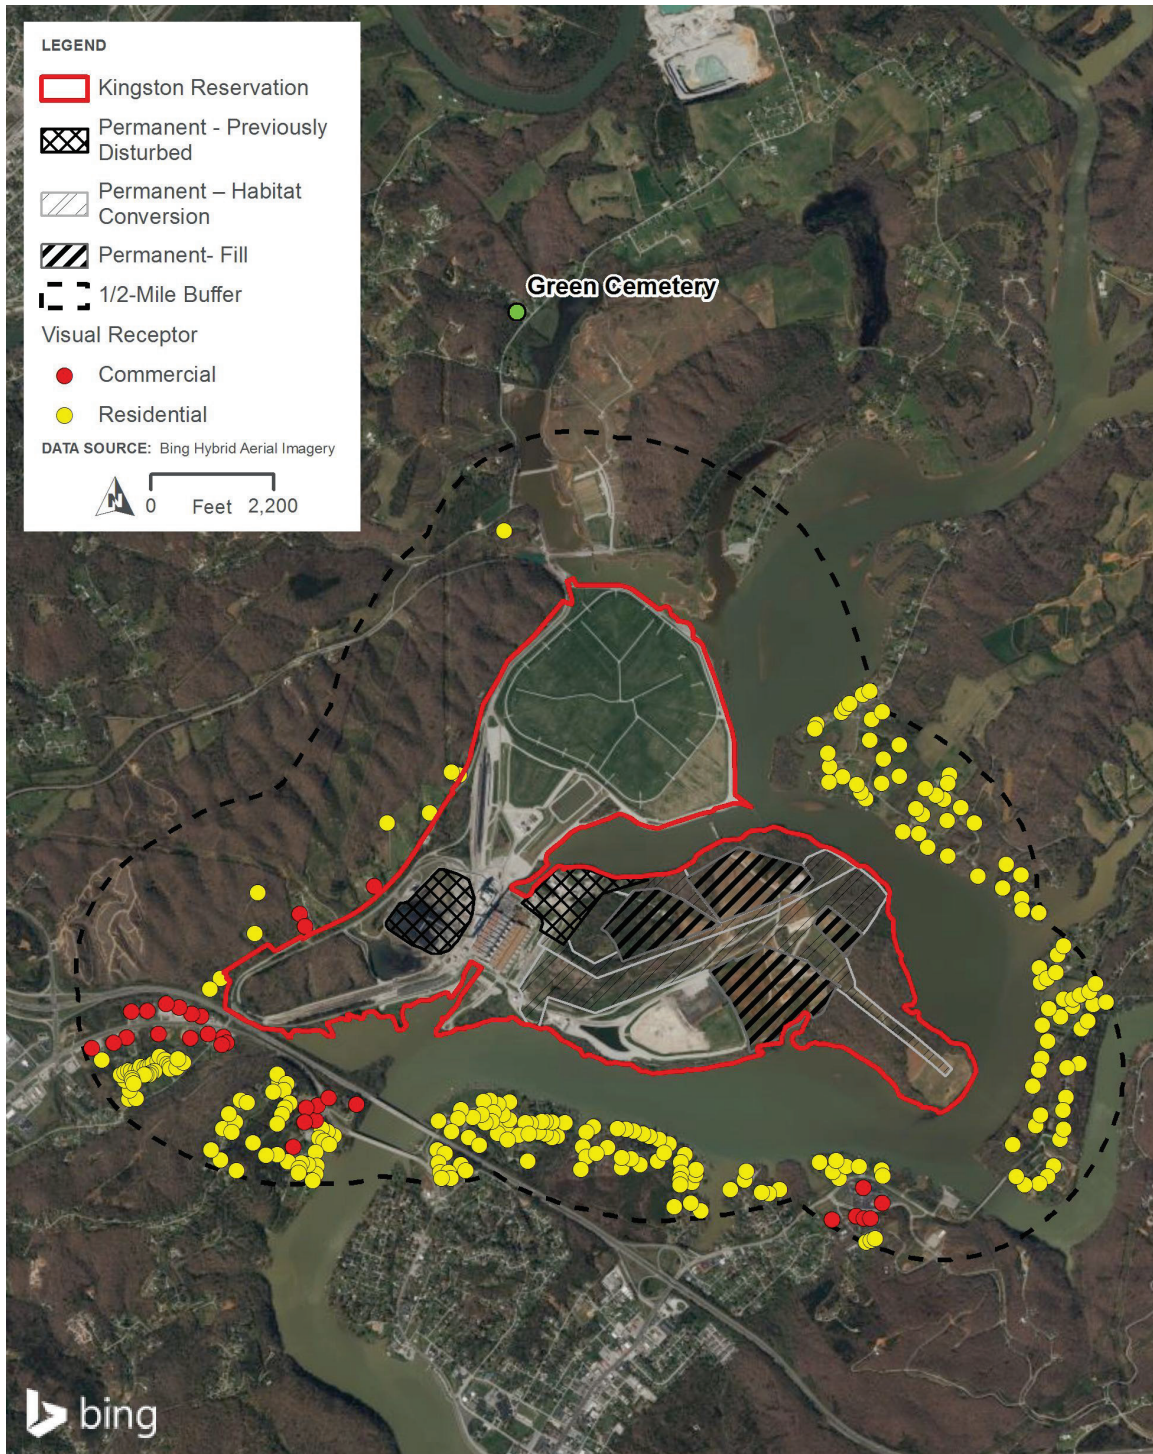 LEGEND
Kingston Reservation
Permanent - Previously
Disturbed
Permanent – Habitat
Conversion
Permanent- Fill
1/2-Mile Buffer
Visual Receptor
Commercial
Residential
DATA SOURCE: Bing Hybrid Aerial Imagery
N 0 Feet 2,200
Green Cemetery
bing